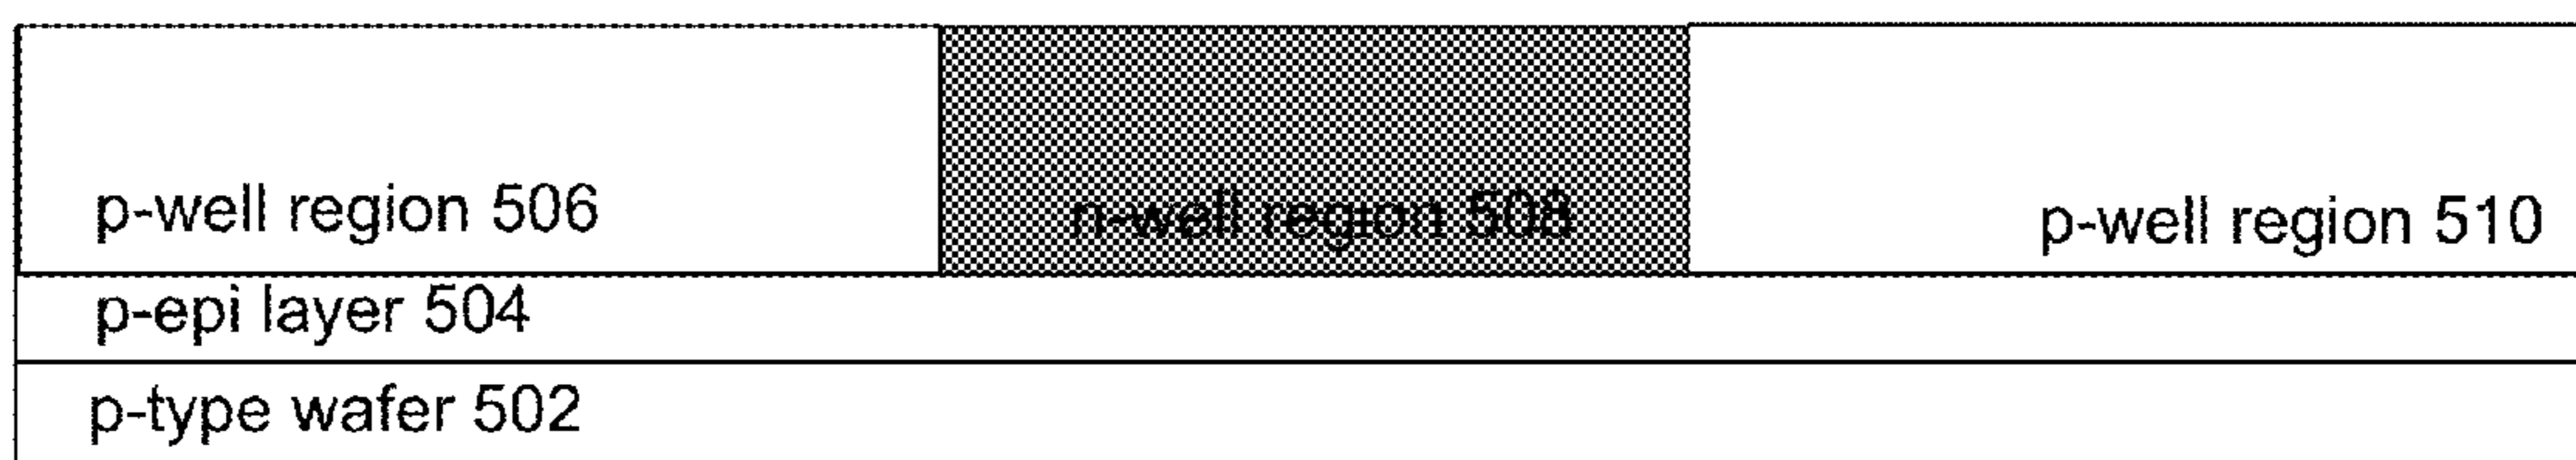 p-well region 506
n-well region 508
p-well region 510
p-epi layer 504
p-type wafer 502